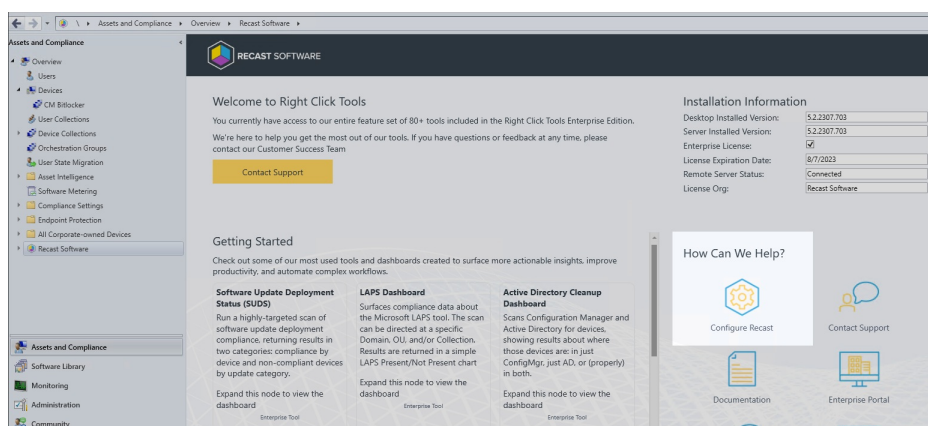 \ Assets and Compliance Overview Recast Software
Assets and Compliance
Overview
Users
Devices
CM Bitlocker
User Collections
Device Collections
Orchestration Groups
User State Migration
Asset Intelligence
Software Metering
Compliance Settings
Endpoint Protection
All Corporate-owned Devices
Recast Software
Assets and Compliance
Software Library
Monitoring
Administration
Community
RECAST SOFTWARE
Welcome to Right Click Tools
You currently have access to our entire feature set of 80+ tools included in the Right Click Tools Enterprise Edition.
We're here to help you get the most out of our tools. If you have questions or feedback at any time, please
contact our Customer Success Team
Contact Support
Installation Information
Desktop Installed Version: 5.2.2307.703
Server Installed Version: 5.2.2307.703
Enterprise License:
License Expiration Date: 8/7/2023
Remote Server Status: Connected
License Org: Recast Software
Getting Started
Check out some of our most used tools and dashboards created to surface more actionable insights, improve
productivity, and automate complex workflows.
Software Update Deployment
Status (SUDS)
Run a highly-targeted scan of
software update deployment
compliance, returning results in
two categories: compliance by
device and non-compliant devices
by update category.
Expand this node to view the
dashboard
Enterprise Tool
LAPS Dashboard
Surfaces compliance data about
the Microsoft LAPS tool. The scan
can be directed at a specific
Domain, OU, and/or Collection.
Results are returned in a simple
LAPS Present/Not Present chart
Expand this node to view the
dashboard
Enterprise Tool
Active Directory Cleanup
Dashboard
Scans Configuration Manager and
Active Directory for devices,
showing results about where
those devices are: in just
ConfigMgr, just AD, or (properly)
in both.
Expand this node to view the
dashboard
Enterprise Tool
How Can We Help?
Configure Recast
Contact Support
Documentation
Enterprise Portal